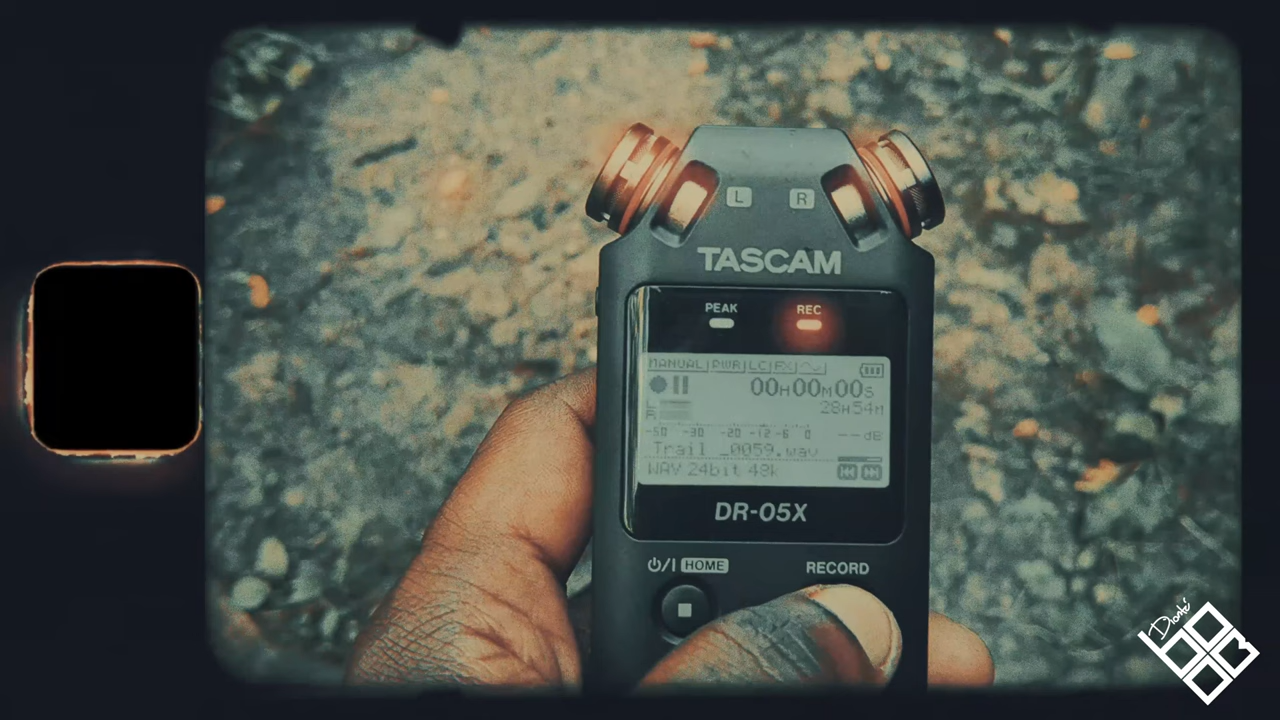 L R
TASCAM
PEAK REC
MANUAL|PWR|LC|FX|
00H00M00S
28H54M
-50 -30 -20 -12 -6 0 --dB
Trail _0059.wav
WAV 24bit 48k
DR-05X
HOME RECORD
Dionté